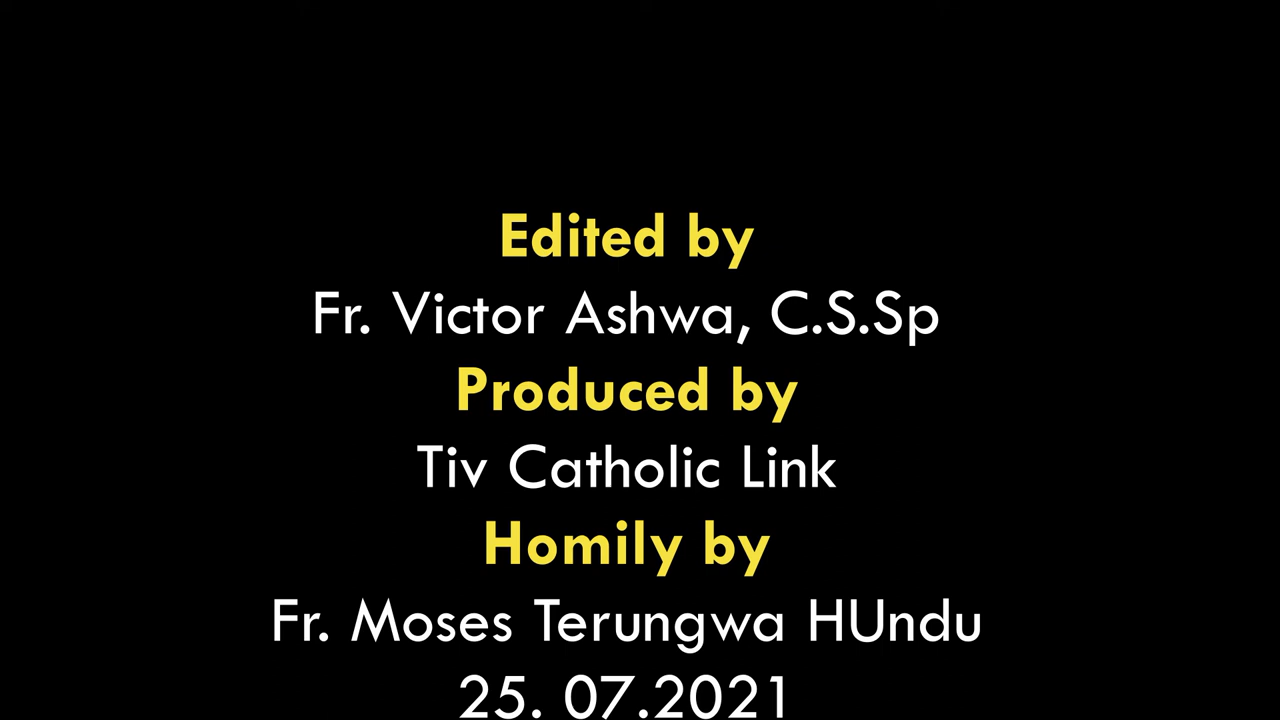 Edited by
Fr. Victor Ashwa, C.S.Sp
Produced by
Tiv Catholic Link
Homily by
Fr. Moses Terungwa HUndu
25. 07.2021